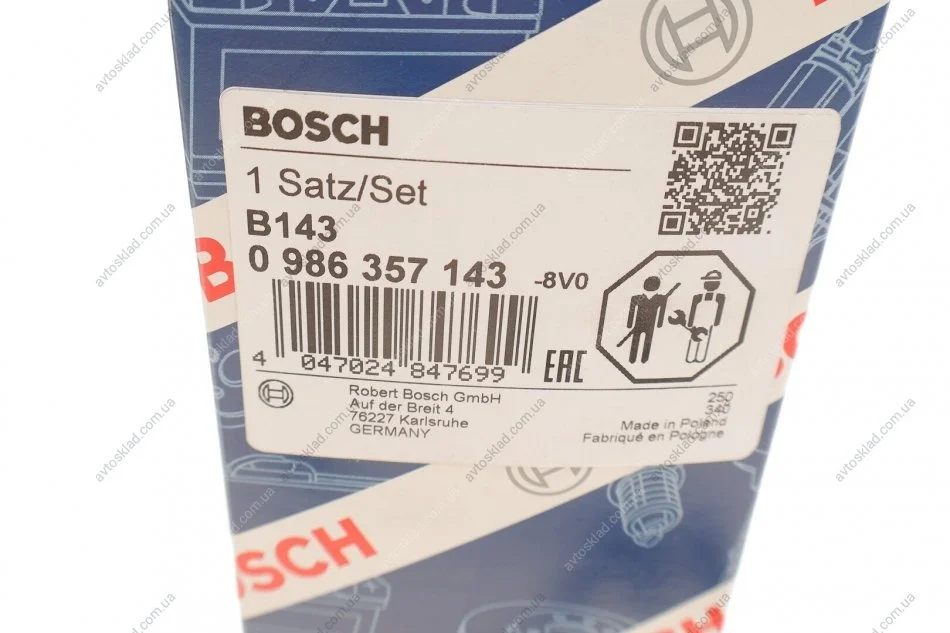 BOSCH
1 Satz/Set
B143
0 986 357 143 -8V0
4 047024 847699
EAC
Robert Bosch GmbH
Auf der Breit 4
76227 Karlsruhe
GERMANY
250
340
Made in Poland
Fabriqué en Pologne
OSCH
avtosklad.com.ua